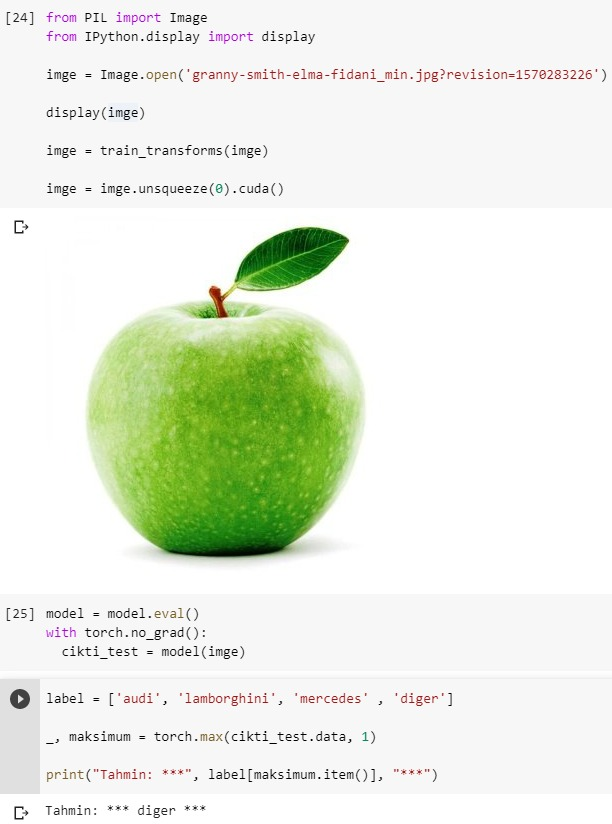 [24] from PIL import Image
from IPython.display import display
imge = Image.open('granny-smith-elma-fidani_min.jpg?revision=1570283226')
display(imge)
imge = train_transforms(imge)
imge = imge.unsqueeze(0).cuda()
[25] model = model.eval()
with torch.no_grad():
cikti_test = model(imge)
label = ['audi', 'lamborghini', 'mercedes' , 'diger']
_, maksimum = torch.max(cikti_test.data, 1)
print("Tahmin: ***", label[maksimum.item()], "***")
Tahmin: *** diger ***